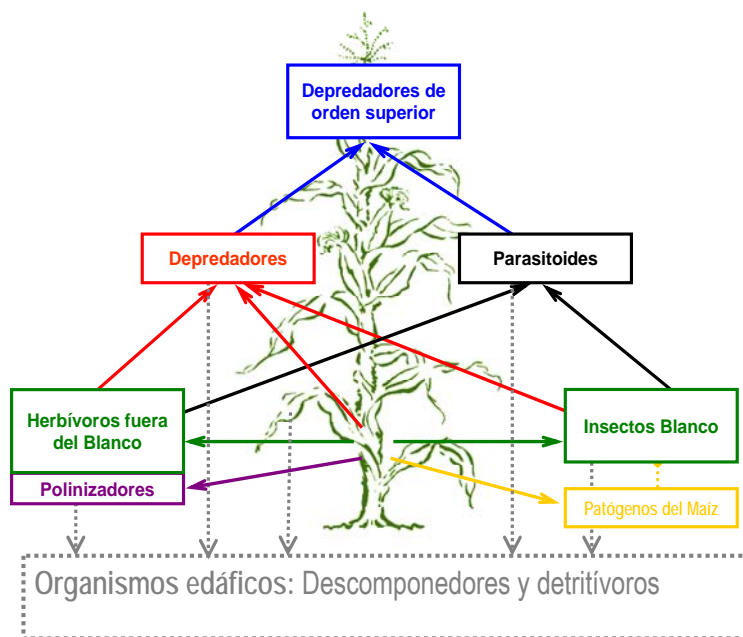 Depredadores de
orden superior
Depredadores
Parasitoides
Herbívoros fuera
del Blanco
Insectos Blanco
Polinizadores
Patógenos del Maíz
Organismos edáficos: Descomponedores y detritívoros